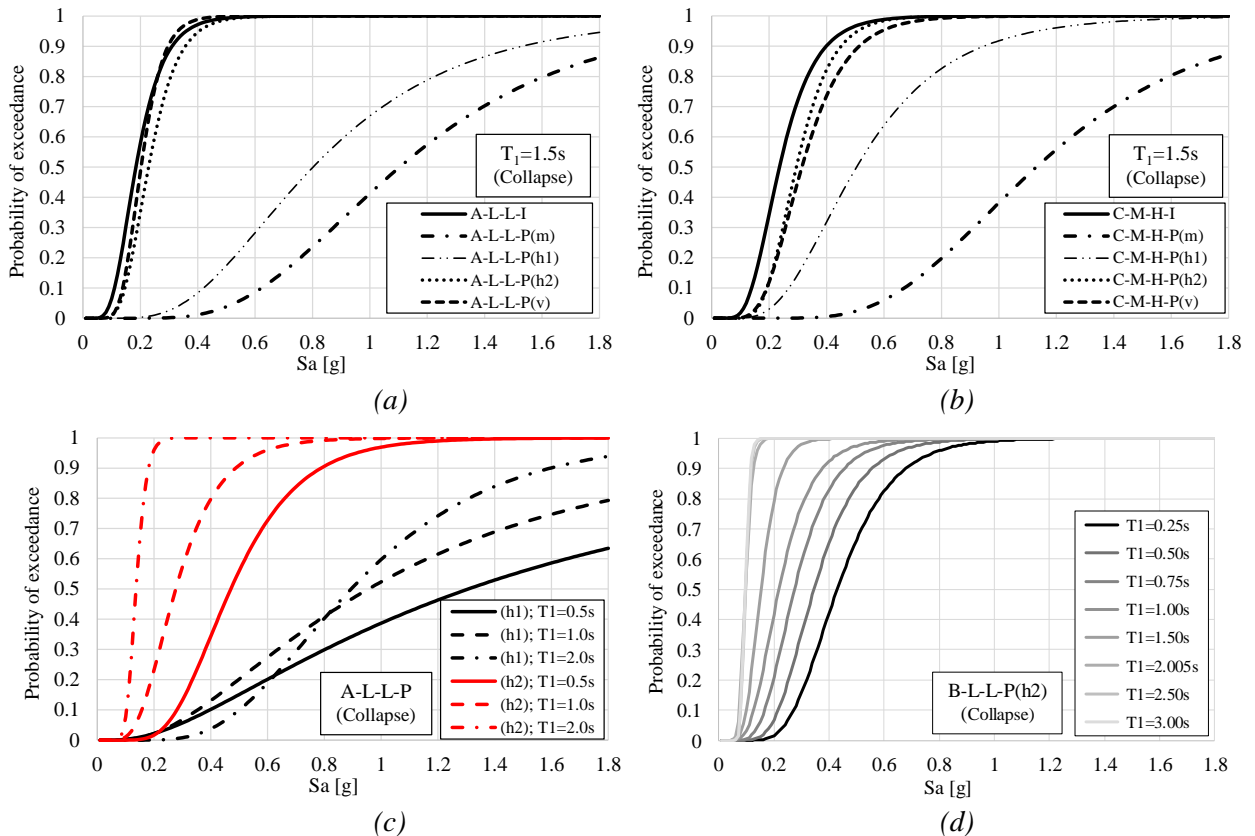 Probability of exceedance
1
0.9
0.8
0.7
0.6
0.5
0.4
0.3
0.2
0.1
0
0 0.2 0.4 0.6 0.8 1 1.2 1.4 1.6 1.8
Sa [g]
T1=1.5s
(Collapse)
A-L-L-I
A-L-L-P(m)
A-L-L-P(h1)
A-L-L-P(h2)
A-L-L-P(v)
(a)
Probability of exceedance
1
0.9
0.8
0.7
0.6
0.5
0.4
0.3
0.2
0.1
0
0 0.2 0.4 0.6 0.8 1 1.2 1.4 1.6 1.8
Sa [g]
T1=1.5s
(Collapse)
C-M-H-I
C-M-H-P(m)
C-M-H-P(h1)
C-M-H-P(h2)
C-M-H-P(v)
(b)
Probability of exceedance
1
0.9
0.8
0.7
0.6
0.5
0.4
0.3
0.2
0.1
0
0 0.2 0.4 0.6 0.8 1 1.2 1.4 1.6 1.8
Sa [g]
A-L-L-P
(Collapse)
(h1); T1=0.5s
(h1); T1=1.0s
(h1); T1=2.0s
(h2); T1=0.5s
(h2); T1=1.0s
(h2); T1=2.0s
(c)
Probability of exceedance
1
0.9
0.8
0.7
0.6
0.5
0.4
0.3
0.2
0.1
0
0 0.2 0.4 0.6 0.8 1 1.2 1.4 1.6 1.8
Sa [g]
B-L-L-P(h2)
(Collapse)
T1=0.25s
T1=0.50s
T1=0.75s
T1=1.00s
T1=1.50s
T1=2.005s
T1=2.50s
T1=3.00s
(d)